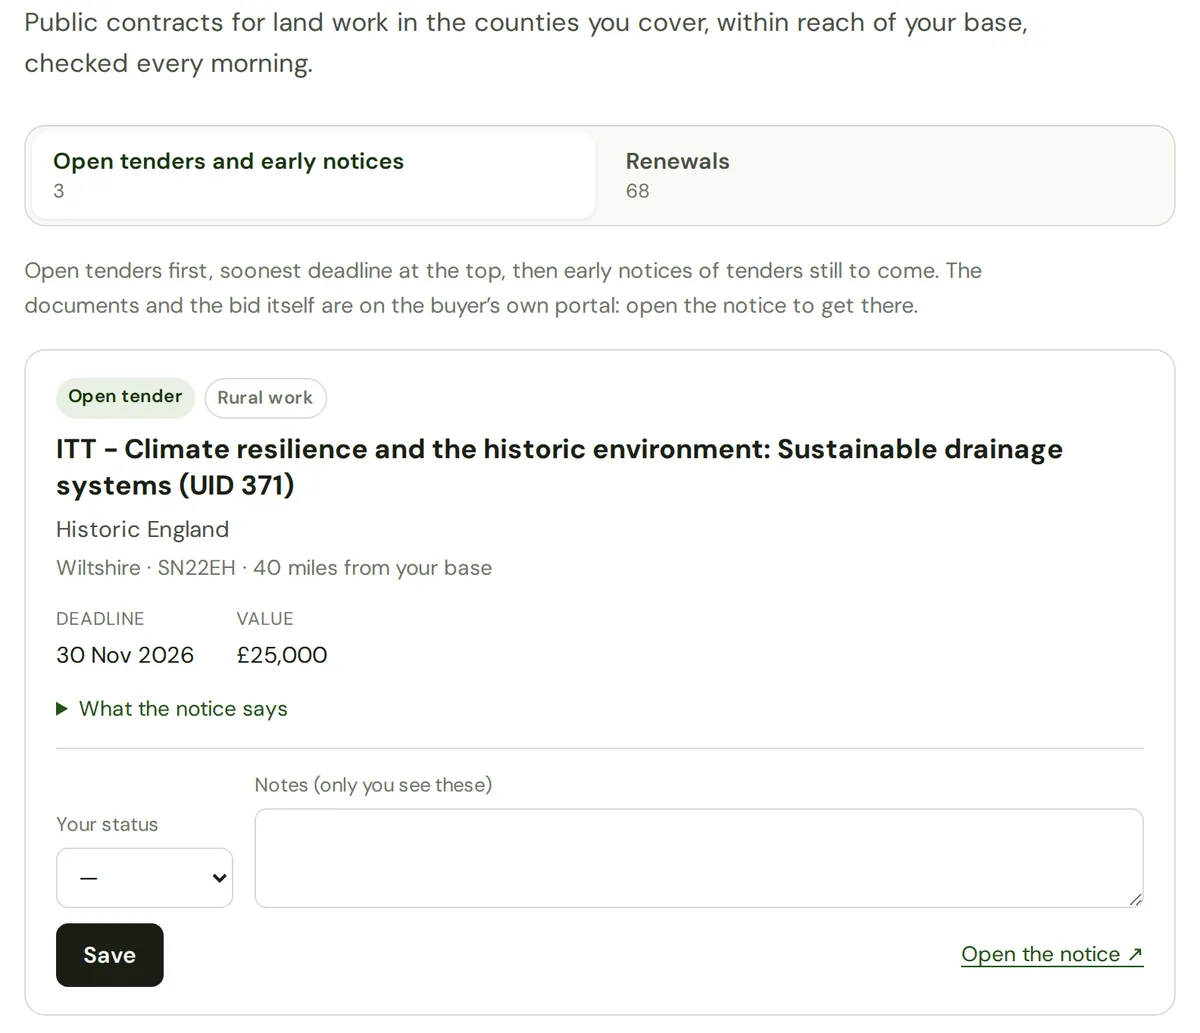 Public contracts for land work in the counties you cover, within reach of your base,
checked every morning.
Open tenders and early notices
3
Renewals
68
Open tenders first, soonest deadline at the top, then early notices of tenders still to come. The
documents and the bid itself are on the buyer’s own portal: open the notice to get there.
Open tender
Rural work
ITT – Climate resilience and the historic environment: Sustainable drainage
systems (UID 371)
Historic England
Wiltshire · SN22EH · 40 miles from your base
DEADLINE
30 Nov 2026
VALUE
£25,000
▶ What the notice says
Your status
—
Notes (only you see these)
Save
Open the notice ↗